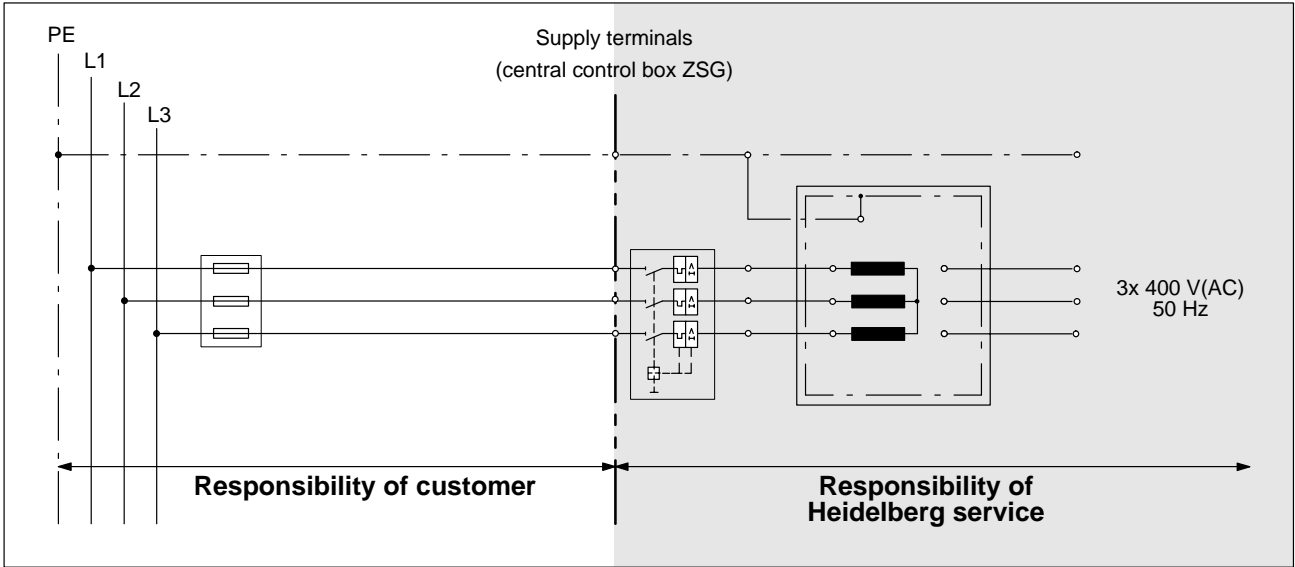 PE
L1
L2
L3
Supply terminals
(central control box ZSG)
3x 400 V(AC)
50 Hz
Responsibility of customer
Responsibility of
Heidelberg service